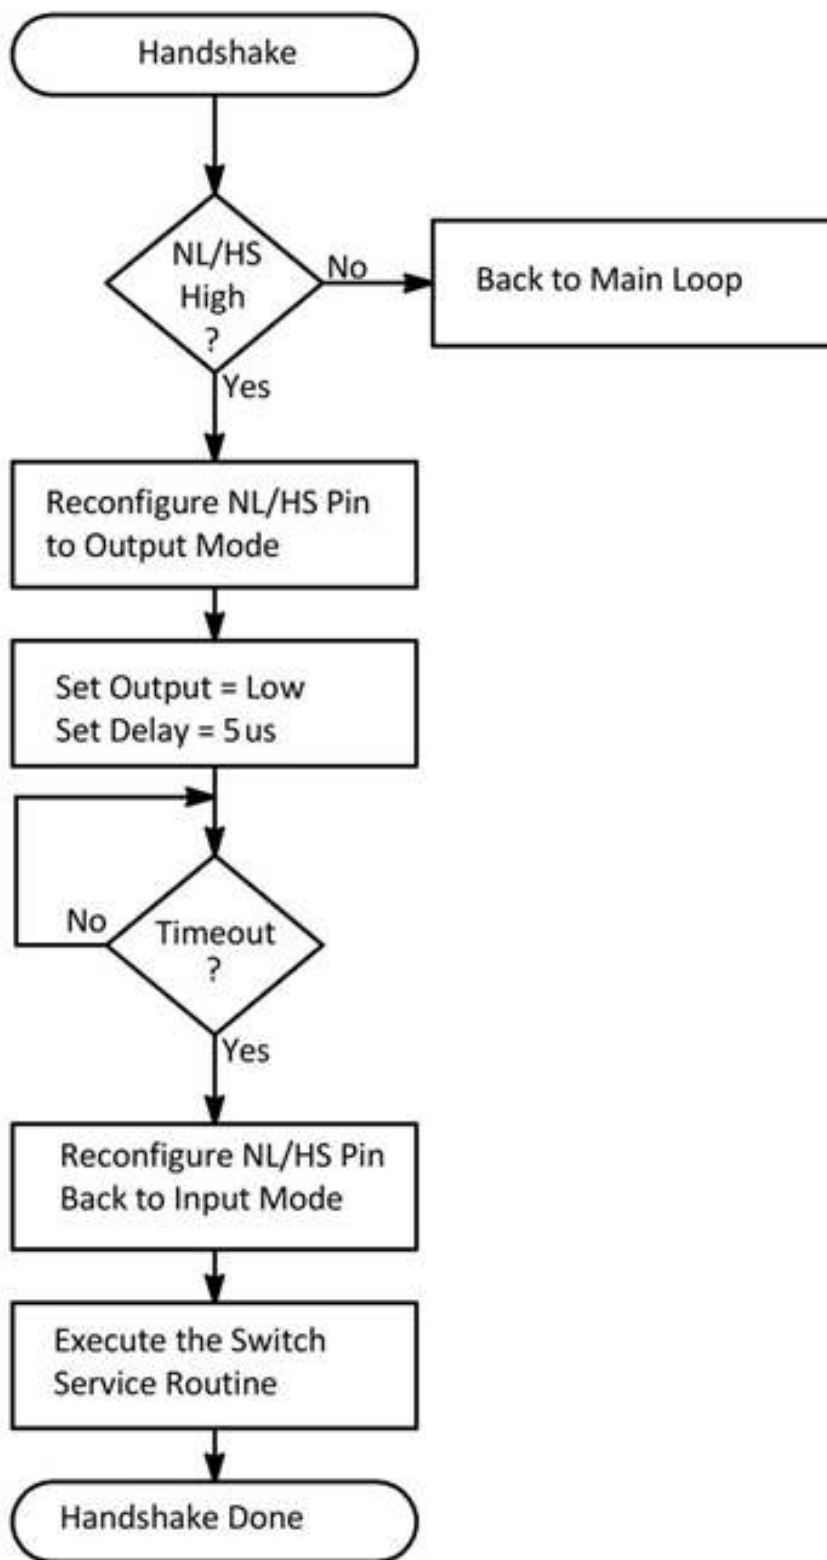 Handshake
NL/HS
High
?
No
Back to Main Loop
Yes
Reconfigure NL/HS Pin
to Output Mode
Set Output = Low
Set Delay = 5us
No
Timeout
?
Yes
Reconfigure NL/HS Pin
Back to Input Mode
Execute the Switch
Service Routine
Handshake Done